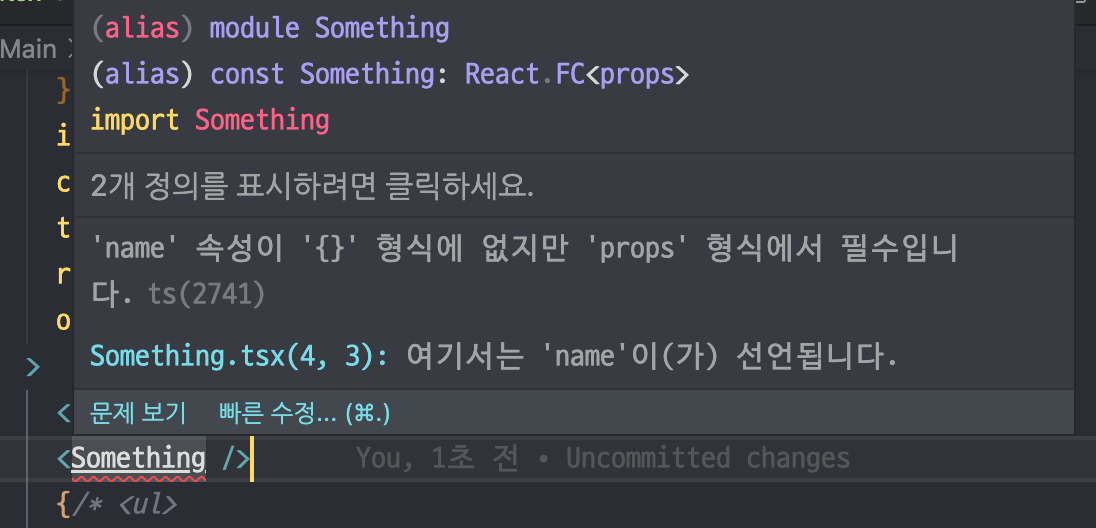 (alias) module Something
Main
(alias) const Something: React.FC<props>
}
import Something
i
c
2개 정의를 표시하려면 클릭하세요.
t
'name' 속성이 '{}' 형식에 없지만 'props' 형식에서 필수입니
r
다. ts(2741)
o
Something.tsx(4, 3): 여기서는 'name'이(가) 선언됩니다.
<
문제 보기 빠른 수정... (⌘.)
<Something /> You, 1초 전 • Uncommitted changes
{/* <ul>